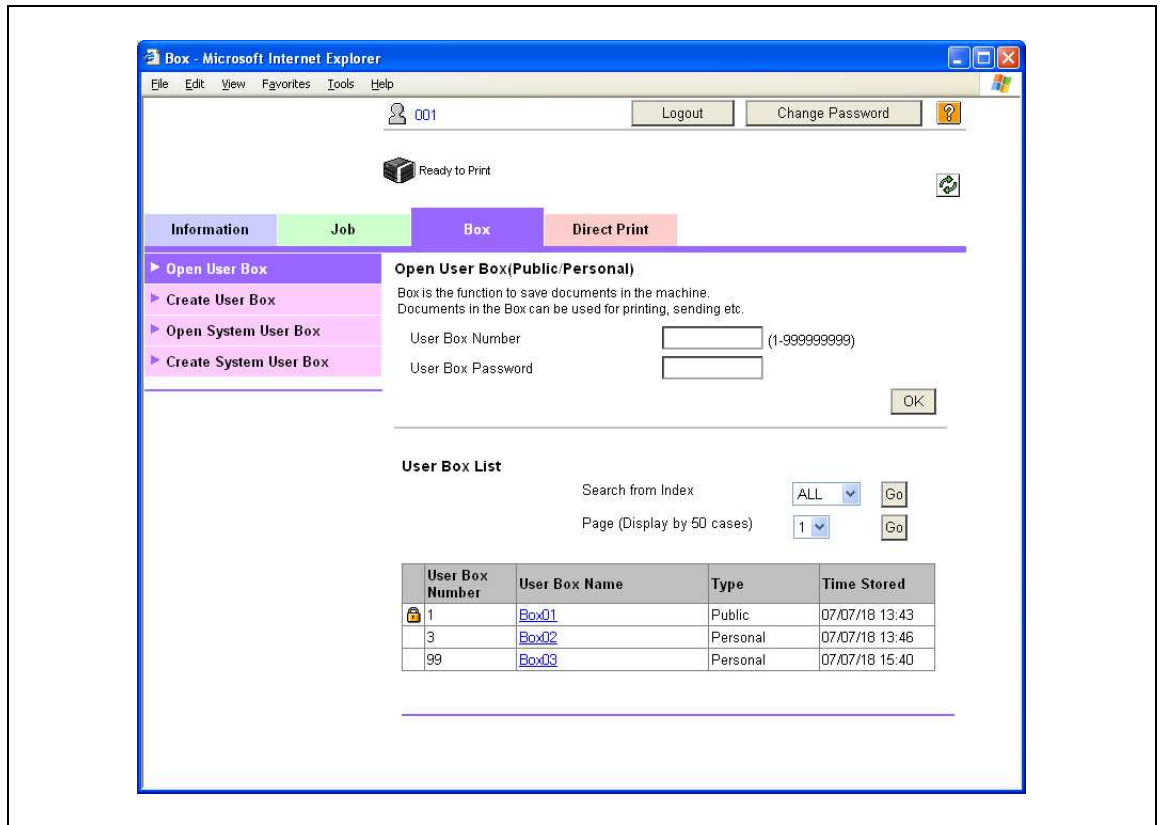 Box - Microsoft Internet Explorer
File Edit View Favorites Tools Help
001 Logout Change Password ?
Ready to Print
Information Job Box Direct Print
Open User Box
Create User Box
Open System User Box
Create System User Box
Open User Box(Public/Personal)
Box is the function to save documents in the machine.
Documents in the Box can be used for printing, sending etc.
User Box Number (1-999999999)
User Box Password
OK
User Box List
Search from Index ALL Go
Page (Display by 50 cases) 1 Go
User Box Number User Box Name Type Time Stored
1 Box01 Public 07/07/18 13:43
3 Box02 Personal 07/07/18 13:46
99 Box03 Personal 07/07/18 15:40